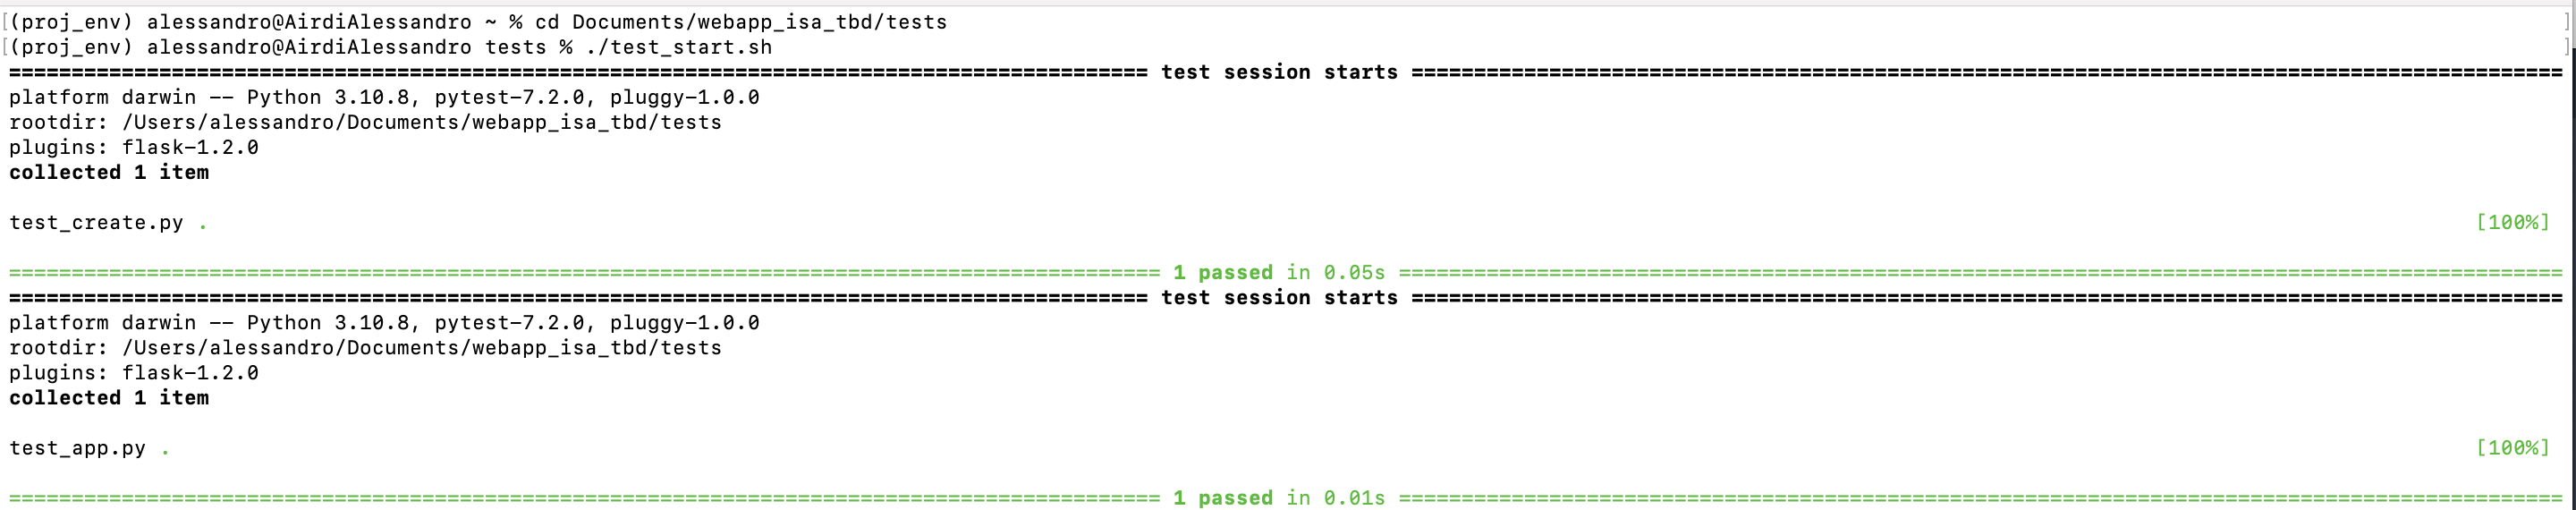 [(proj_env) alessandro@AirdiAlessandro ~ % cd Documents/webapp_isa_tbd/tests ]
[(proj_env) alessandro@AirdiAlessandro tests % ./test_start.sh ]
=========================================================================================== test session starts ============================================================================================
platform darwin -- Python 3.10.8, pytest-7.2.0, pluggy-1.0.0
rootdir: /Users/alessandro/Documents/webapp_isa_tbd/tests
plugins: flask-1.2.0
collected 1 item
test_create.py . [100%]
============================================================================================ 1 passed in 0.05s =============================================================================================
=========================================================================================== test session starts ============================================================================================
platform darwin -- Python 3.10.8, pytest-7.2.0, pluggy-1.0.0
rootdir: /Users/alessandro/Documents/webapp_isa_tbd/tests
plugins: flask-1.2.0
collected 1 item
test_app.py . [100%]
============================================================================================ 1 passed in 0.01s =============================================================================================